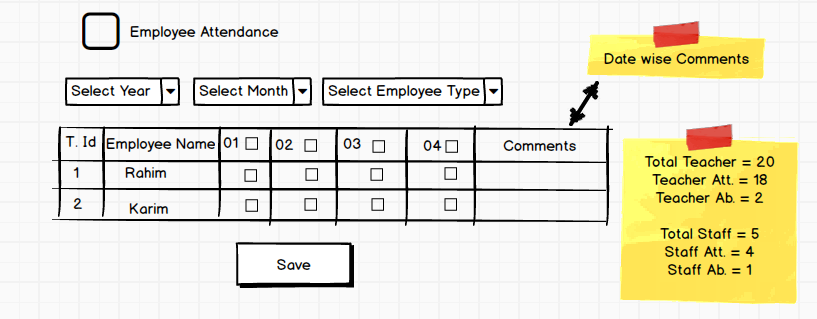 Employee Attendance
Date wise Comments
Select Year Select Month Select Employee Type
T. Id Employee Name 01 02 03 04 Comments
1 Rahim
2 Karim
Save
Total Teacher = 20
Teacher Att. = 18
Teacher Ab. = 2
Total Staff = 5
Staff Att. = 4
Staff Ab. = 1